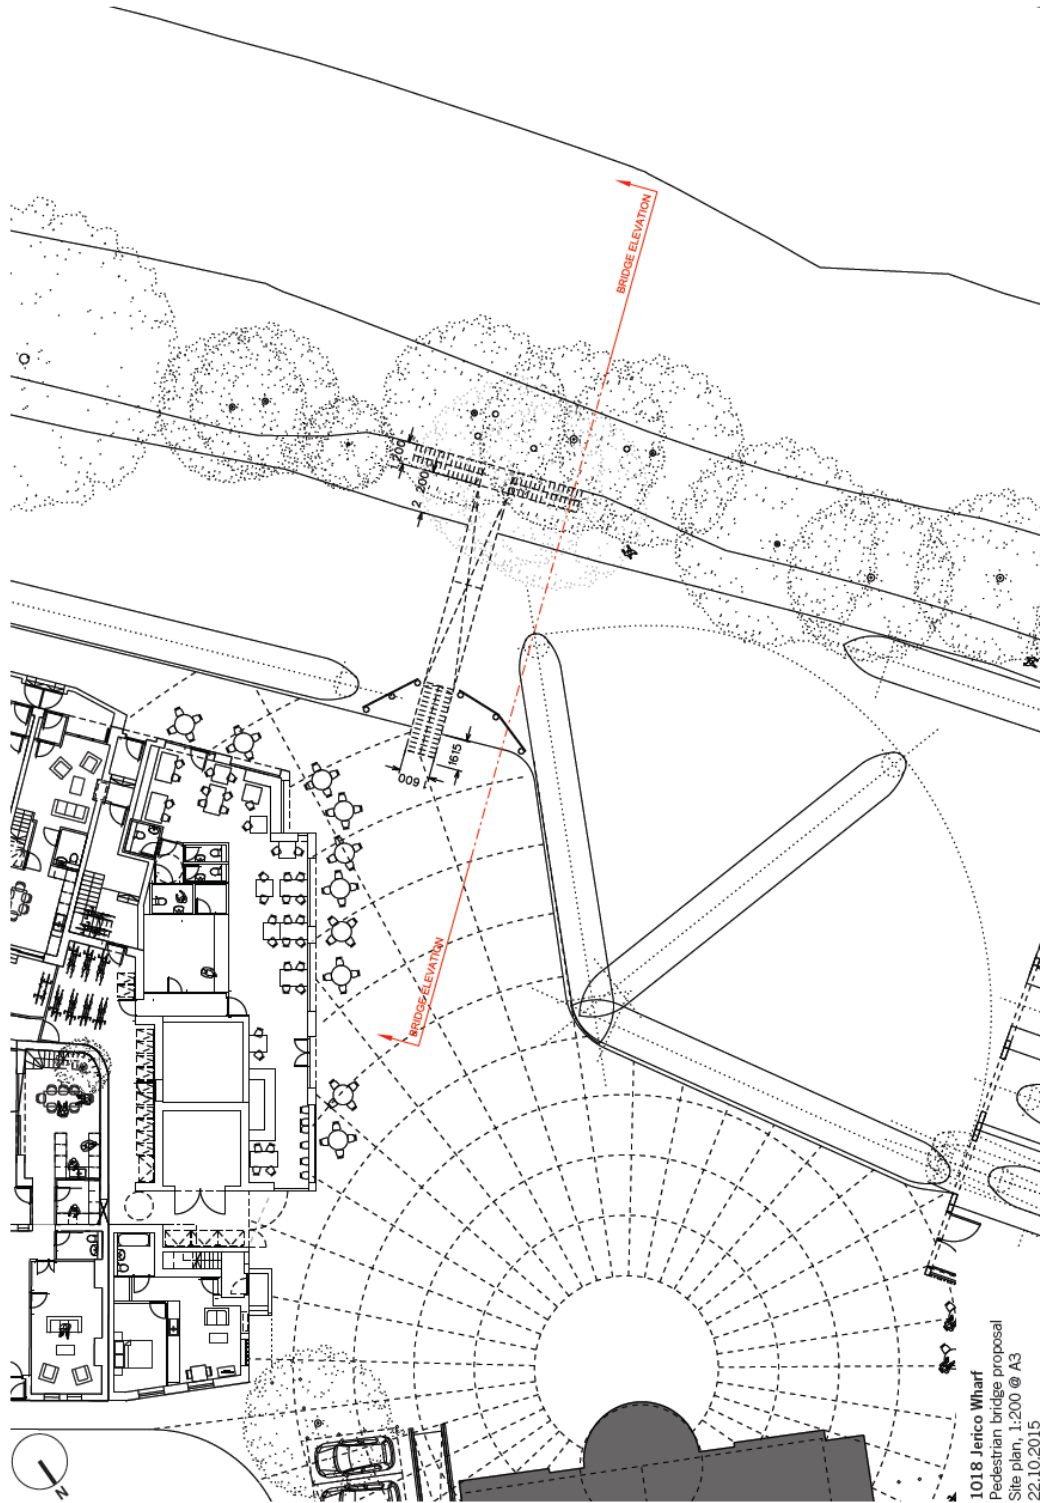 BRIDGE ELEVATION
200
2 200
1615
600
BRIDGE ELEVATION
N
1018 Jerico Wharf
Pedestrian bridge proposal
Site plan, 1:200 @ A3
22.10.2015